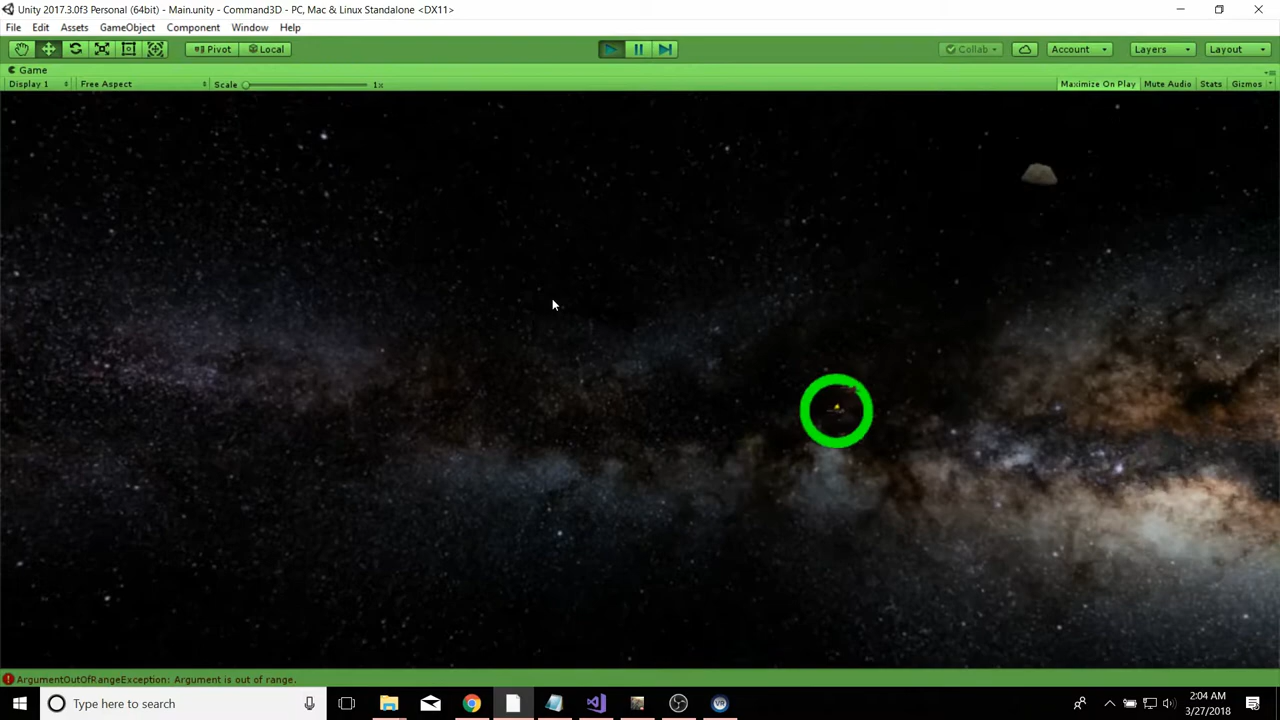 Unity 2017.3.0f3 Personal (64bit) - Main.unity - Command3D - PC, Mac & Linux Standalone <DX11>
File Edit Assets GameObject Component Window Help
Pivot Local Collab Account Layers Layout
Game
Display 1 Free Aspect Scale 1x Maximize On Play Mute Audio Stats Gizmos
ArgumentOutOfRangeException: Argument is out of range.
Type here to search
VR
2:04 AM
3/27/2018